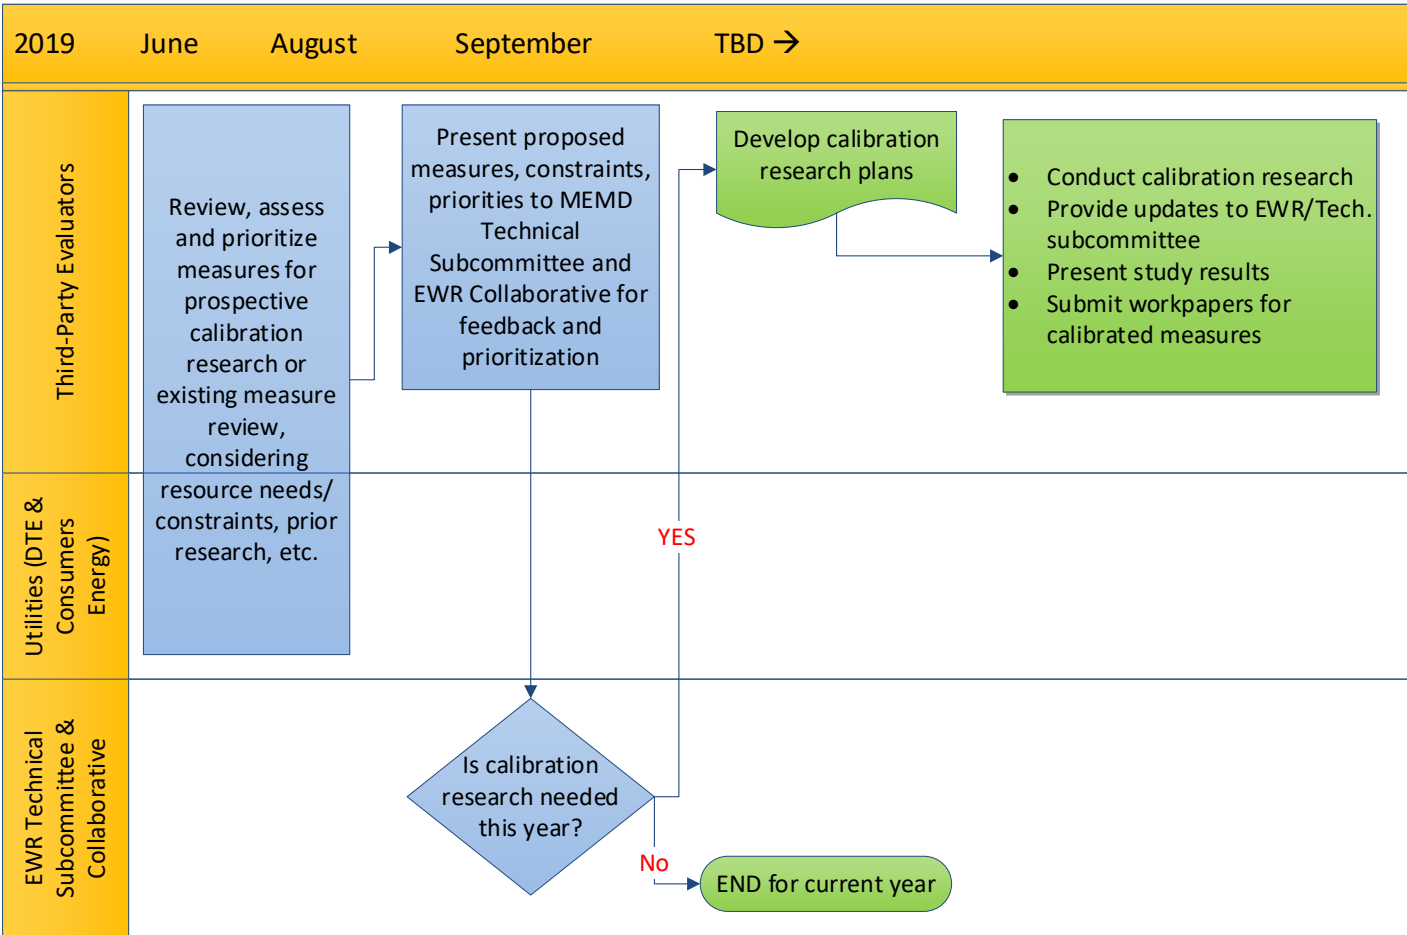 2019 June August September TBD →
Third-Party Evaluators
Review, assess
and prioritize
measures for
prospective
calibration
research or
existing measure
review,
considering
resource needs/
constraints, prior
research, etc.
Present proposed
measures, constraints,
priorities to MEMD
Technical
Subcommittee and
EWR Collaborative for
feedback and
prioritization
Develop calibration
research plans
• Conduct calibration research
• Provide updates to EWR/Tech.
subcommittee
• Present study results
• Submit workpapers for
calibrated measures
Utilities (DTE &
Consumers
Energy)
YES
EWR Technical
Subcommittee &
Collaborative
Is calibration
research needed
this year?
No
END for current year